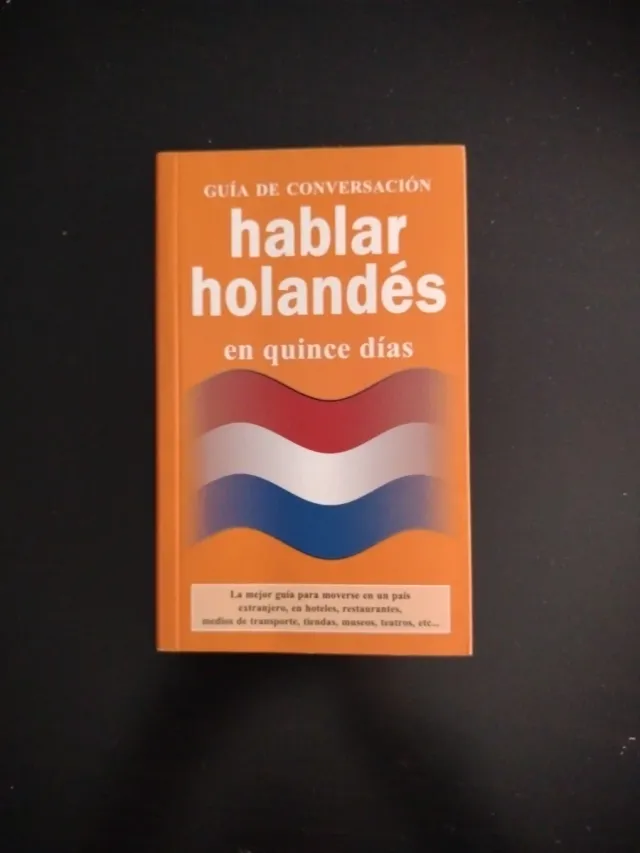 GUÍA DE CONVERSACIÓN
hablar
holandés
en quince días
La mejor guía para moverse en un país
extranjero, en hoteles, restaurantes,
medios de transporte, tiendas, museos, teatros, etc...